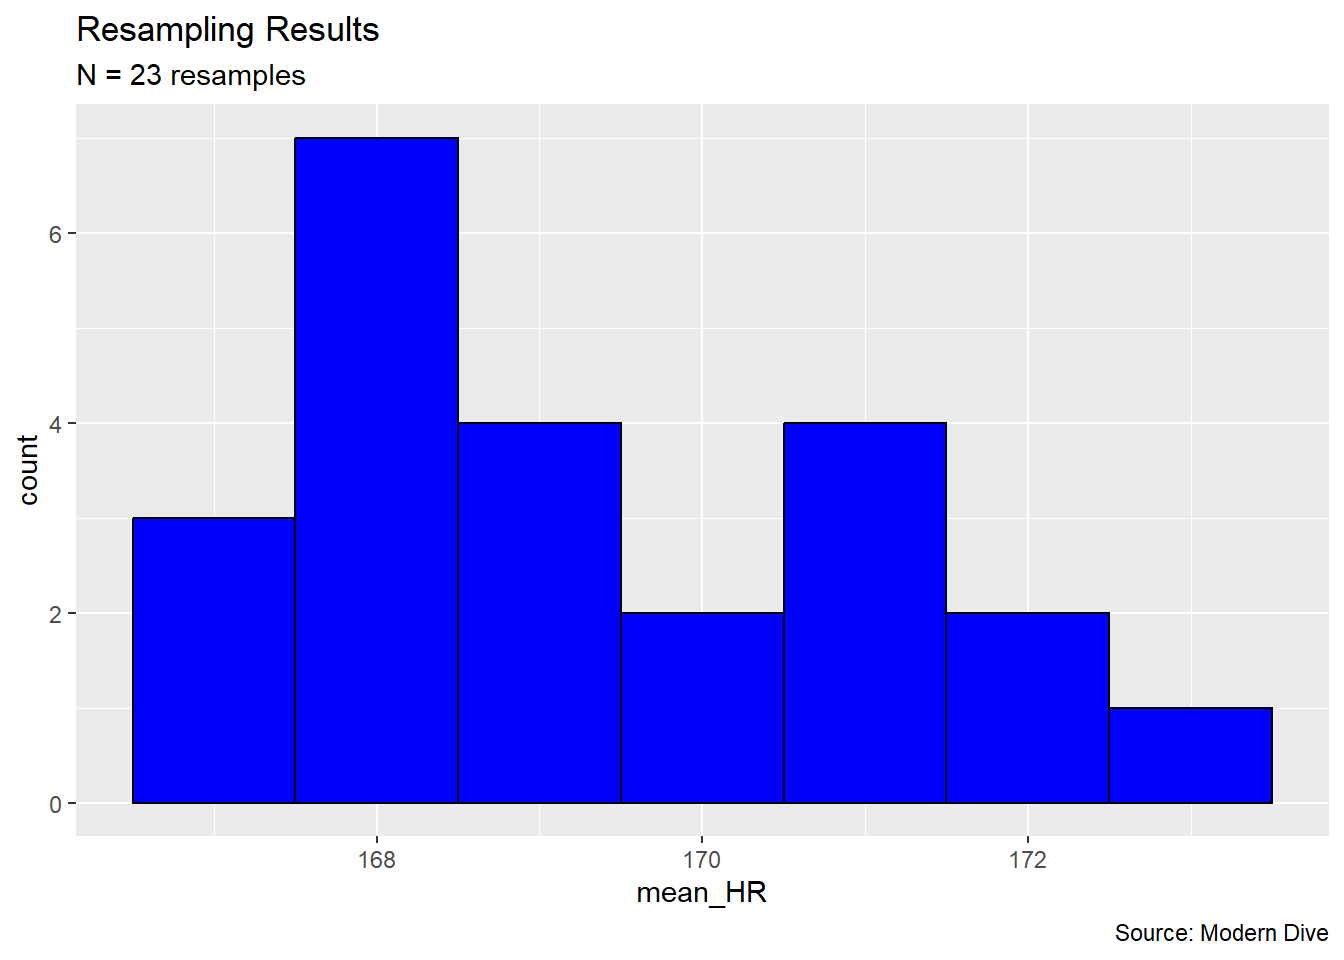 Resampling Results
N = 23 resamples
count
6
4
2
0
168 170 172
mean_HR
Source: Modern Dive